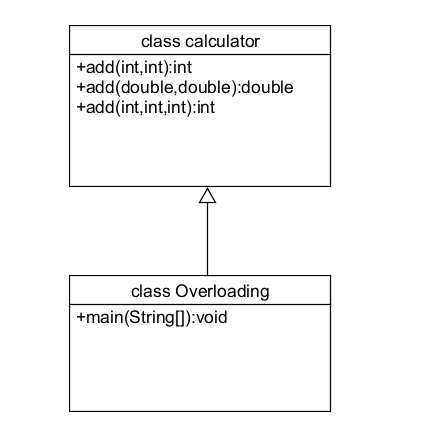 class calculator
+add(int,int):int
+add(double,double):double
+add(int,int,int):int
class Overloading
+main(String[]):void